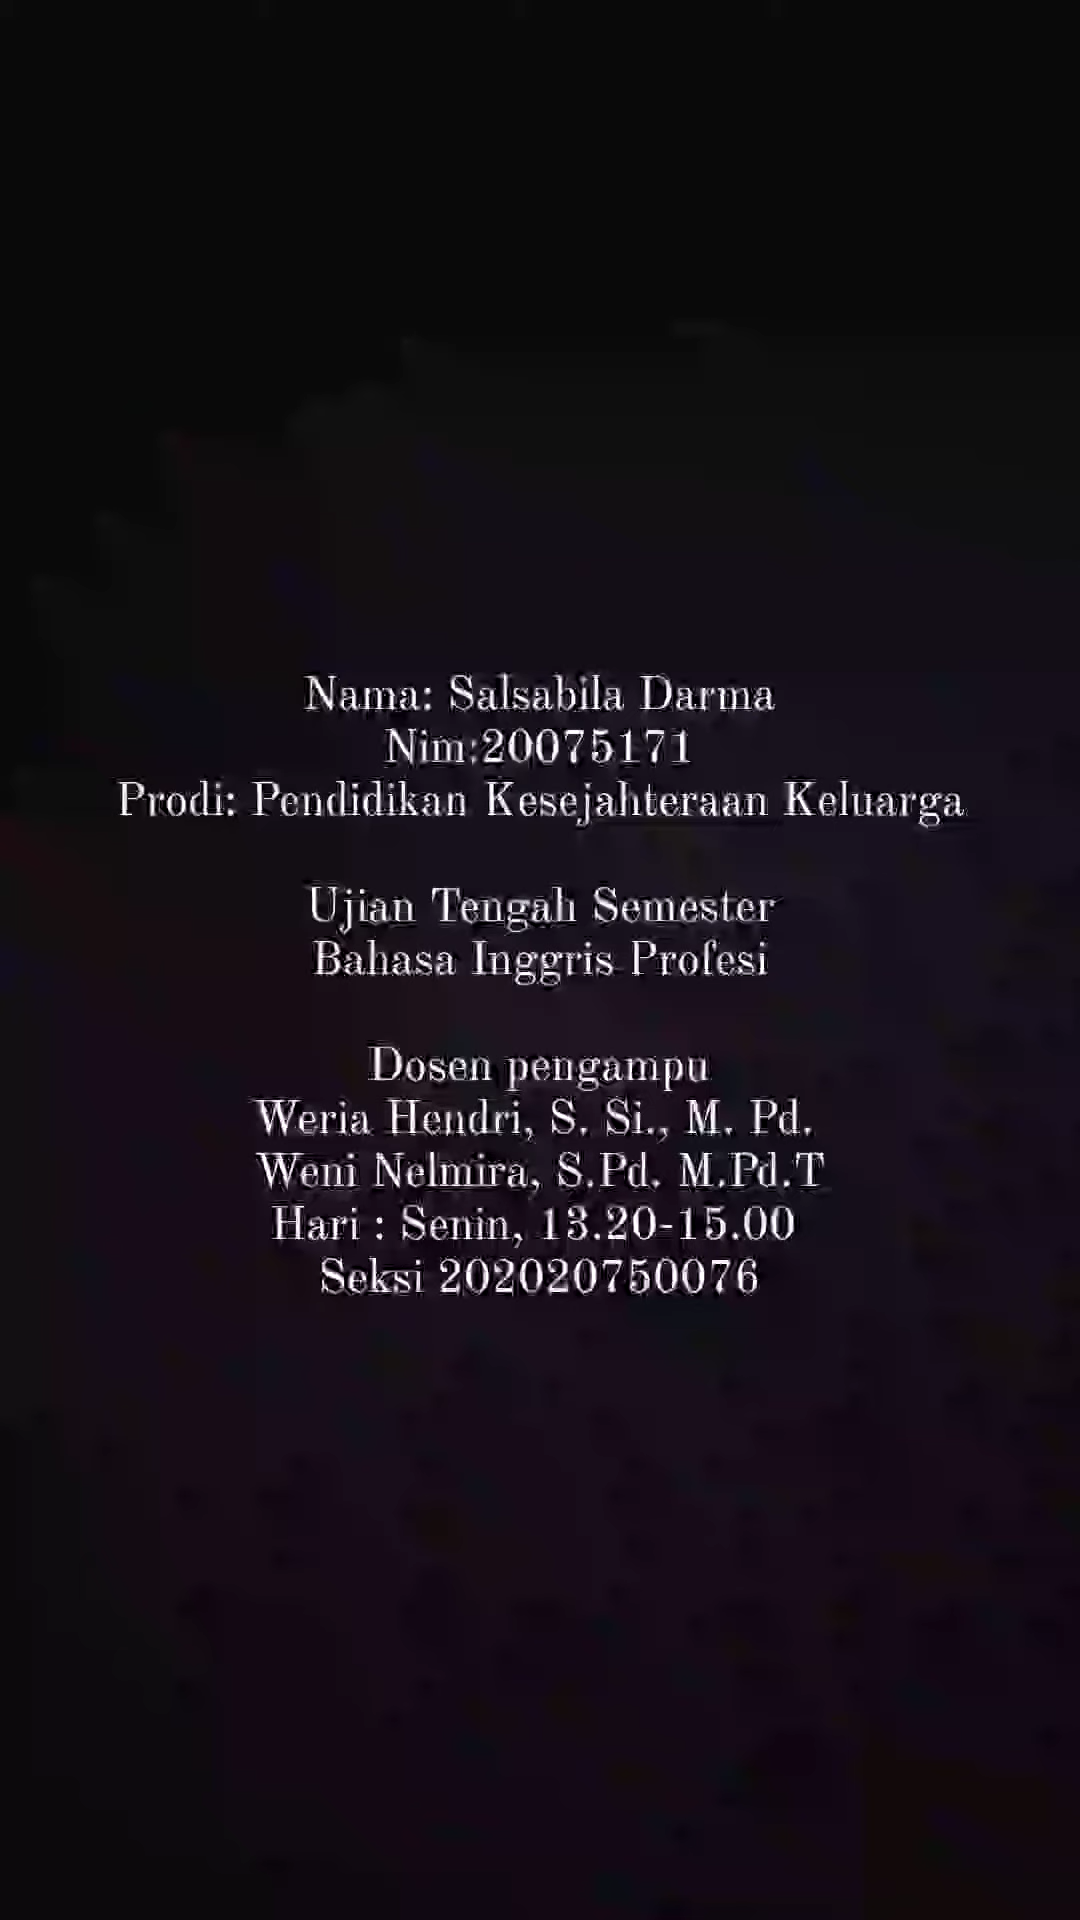 Nama: Salsabila Darma
Nim:20075171
Prodi: Pendidikan Kesejahteraan Keluarga
Ujian Tengah Semester
Bahasa Inggris Profesi
Dosen pengampu
Weria Hendri, S. Si., M. Pd.
Weni Nelmira, S.Pd. M.Pd.T
Hari : Senin, 13.20-15.00
Seksi 202020750076